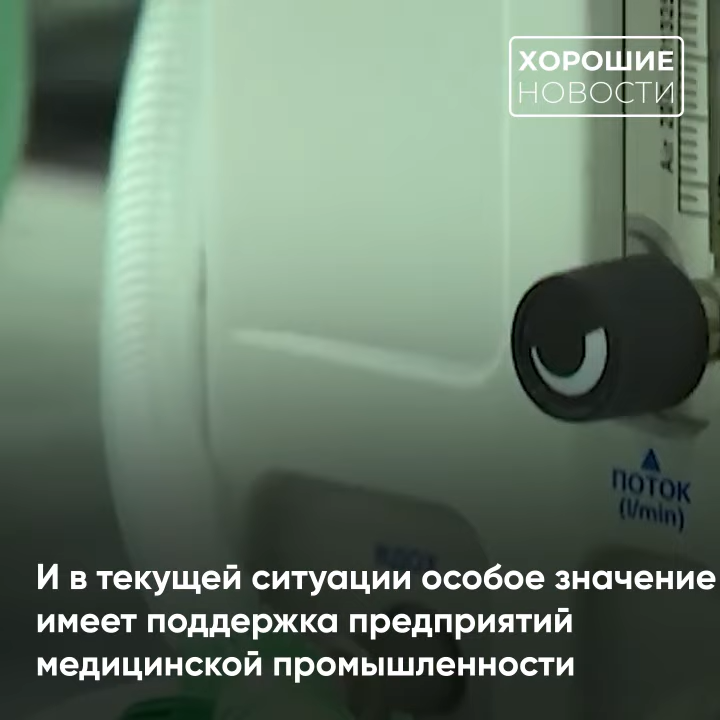 ХОРОШИЕ
НОВОСТИ
ПОТОК
(l/min)
И в текущей ситуации особое значение
имеет поддержка предприятий
медицинской промышленности